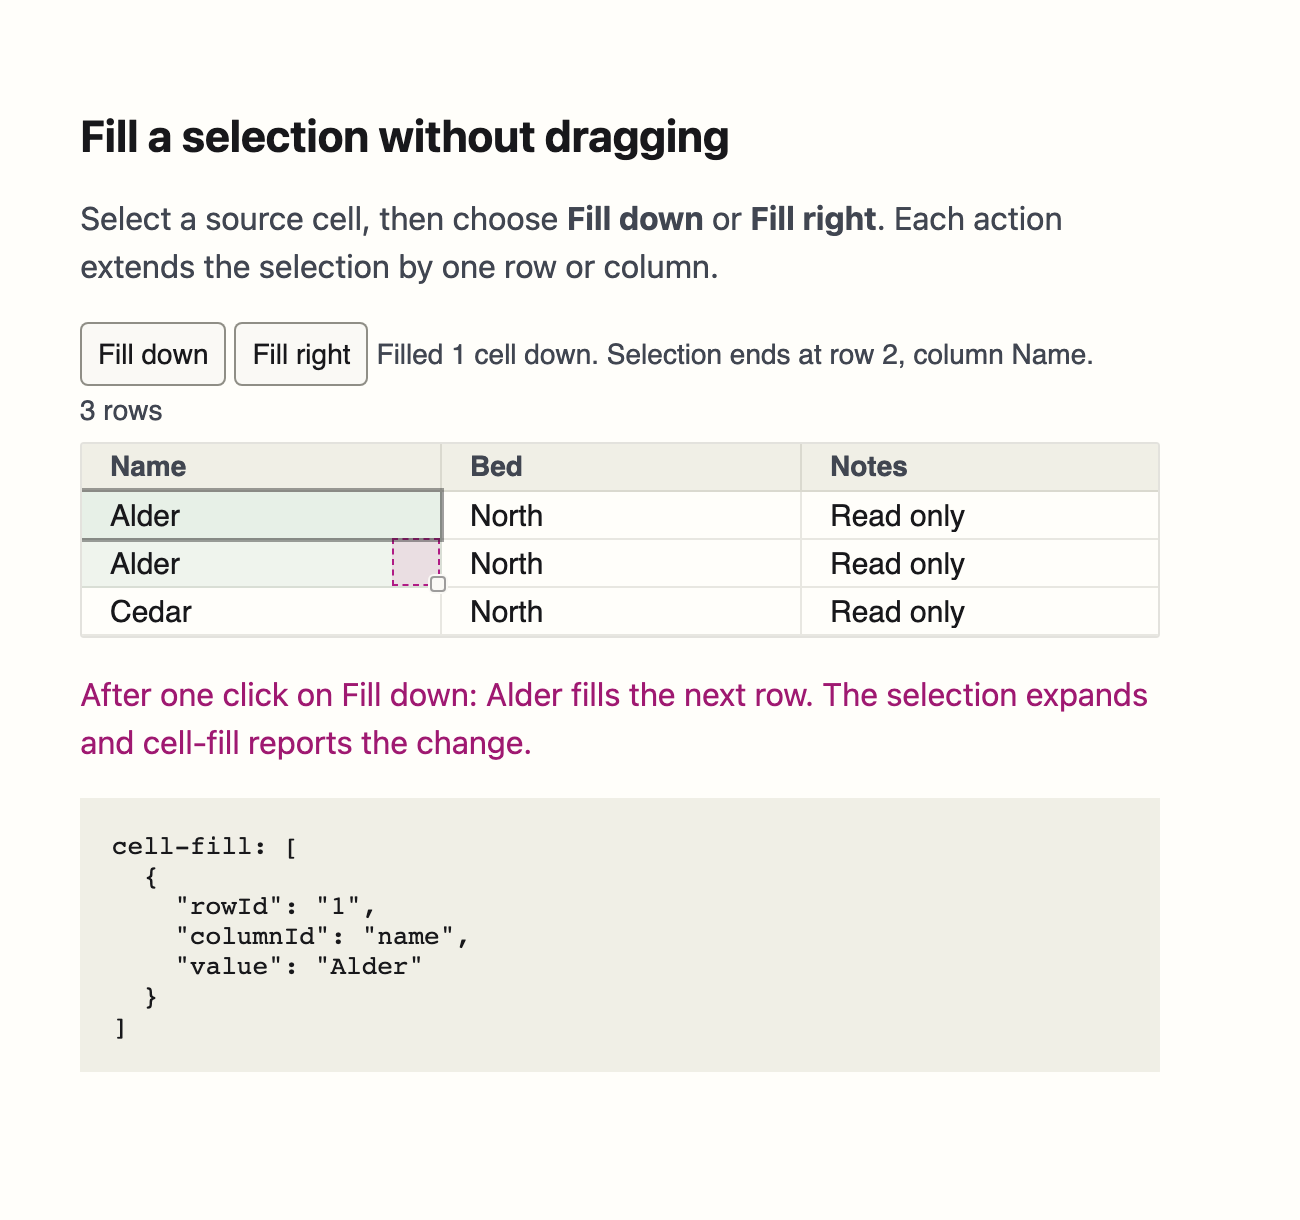 Fill a selection without dragging
Select a source cell, then choose Fill down or Fill right. Each action
extends the selection by one row or column.
Fill down Fill right Filled 1 cell down. Selection ends at row 2, column Name.
3 rows
Name Bed Notes
Alder North Read only
Alder North Read only
Cedar North Read only
After one click on Fill down: Alder fills the next row. The selection expands
and cell-fill reports the change.
cell-fill: [
  {
    "rowId": "1",
    "columnId": "name",
    "value": "Alder"
  }
]